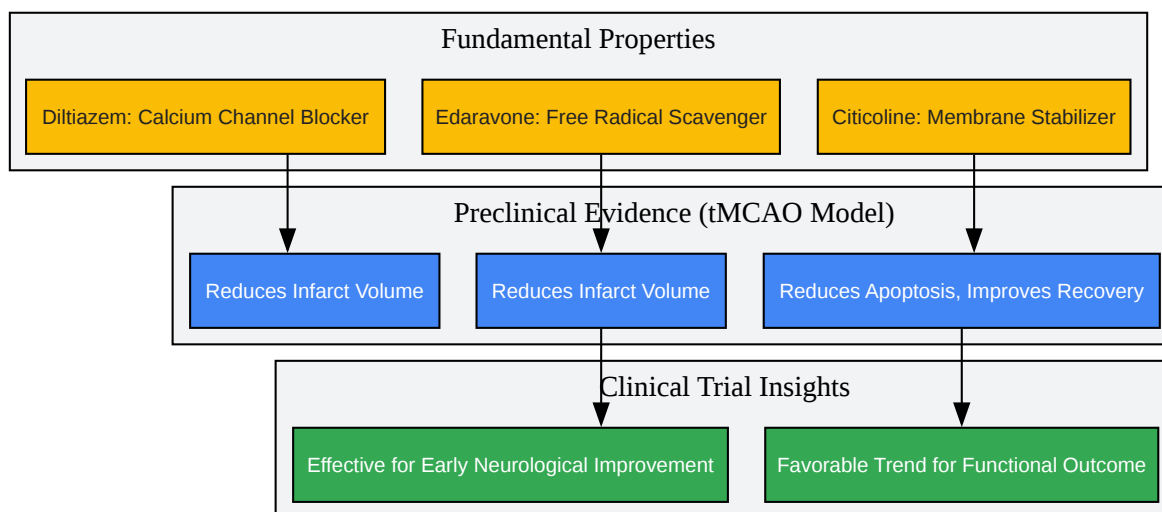 Fundamental Properties
Diltiazem: Calcium Channel Blocker
Edaravone: Free Radical Scavenger
Citicoline: Membrane Stabilizer
Preclinical Evidence (tMCAO Model)
Reduces Infarct Volume
Reduces Infarct Volume
Reduces Apoptosis, Improves Recovery
Clinical Trial Insights
Effective for Early Neurological Improvement
Favorable Trend for Functional Outcome